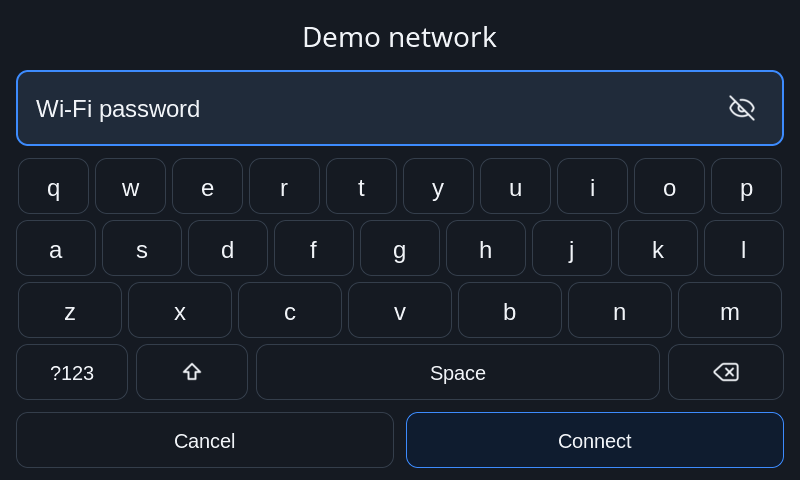 Demo network
Wi-Fi password
q w e r t y u i o p
a s d f g h j k l
z x c v b n m
?123 Space
Cancel Connect